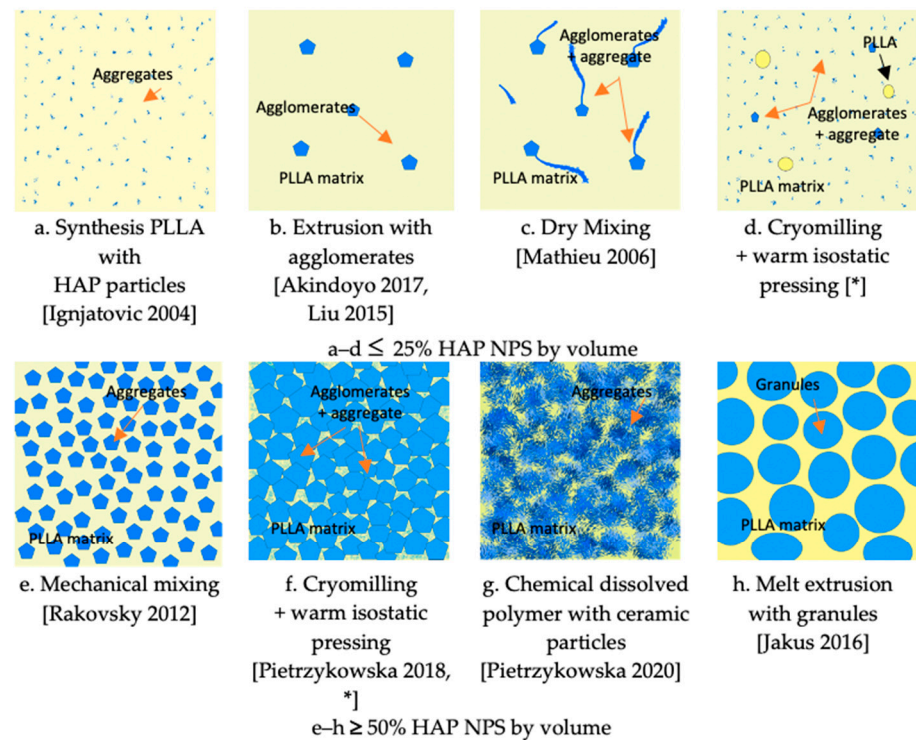 Aggregates
Agglomerates
PLLA matrix
Agglomerates
+ aggregate
PLLA matrix
PLLA
Agglomerates
+ aggregate
PLLA matrix
a. Synthesis PLLA
with
HAP particles
[Ignjatovic 2004]
b. Extrusion with
agglomerates
[Akindoyo 2017,
Liu 2015]
c. Dry Mixing
[Mathieu 2006]
d. Cryomilling
+ warm isostatic
pressing [*]
a–d ≤ 25% HAP NPS by volume
Aggregates
PLLA matrix
Agglomerates
+ aggregate
PLLA matrix
Aggregates
PLLA matrix
Granules
PLLA matrix
e. Mechanical mixing
[Rakovsky 2012]
f. Cryomilling
+ warm isostatic
pressing
[Pietrzykowska 2018,
*]
g. Chemical dissolved
polymer with ceramic
particles
[Pietrzykowska 2020]
h. Melt extrusion
with granules
[Jakus 2016]
e–h ≥ 50% HAP NPS by volume